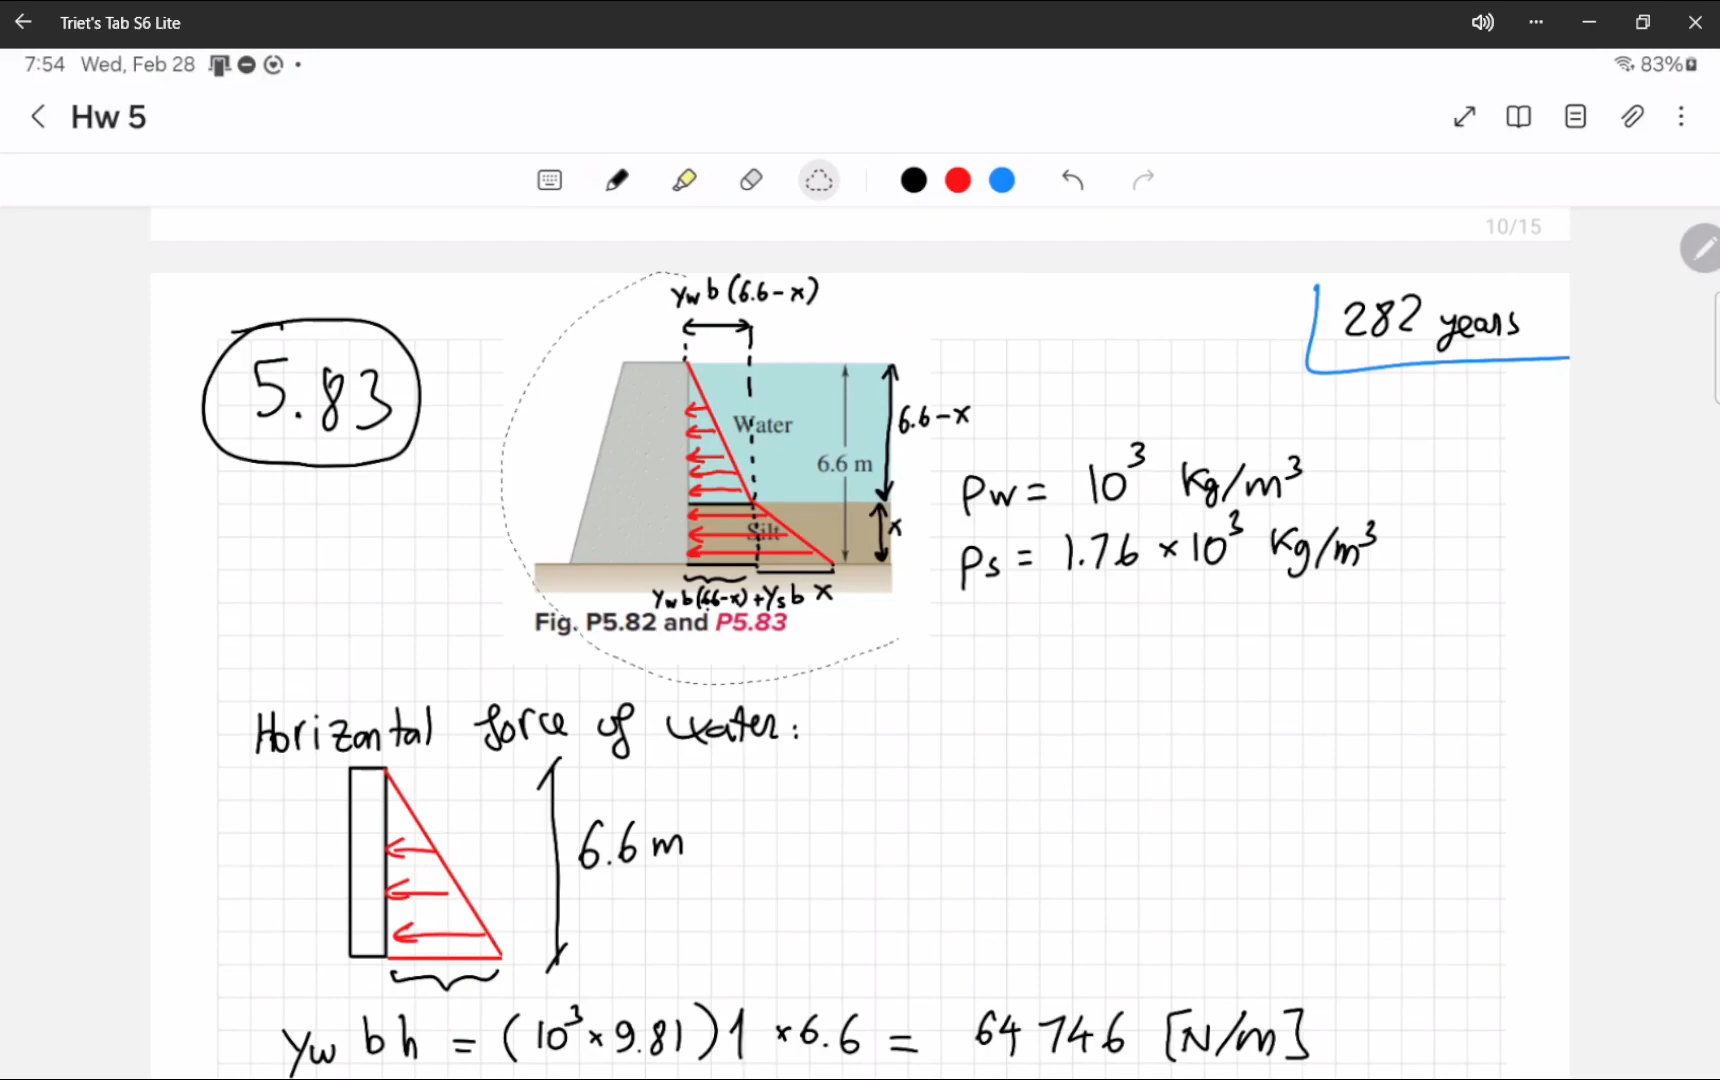 Triet's Tab S6 Lite
7:54 Wed, Feb 28
83%
Hw 5
10/15
γw b (6.6-x)
282 years
5.83
Water
6.6-x
6.6 m
ρw = 10³ Kg/m³
Silt
x
ρs = 1.76 × 10³ Kg/m³
γw b (6.6-x) + γs b x
Fig. P5.82 and P5.83
Horizontal force of water:
6.6 m
γw b h = (10³ × 9.81) 1 × 6.6 = 64 746 [N/m]